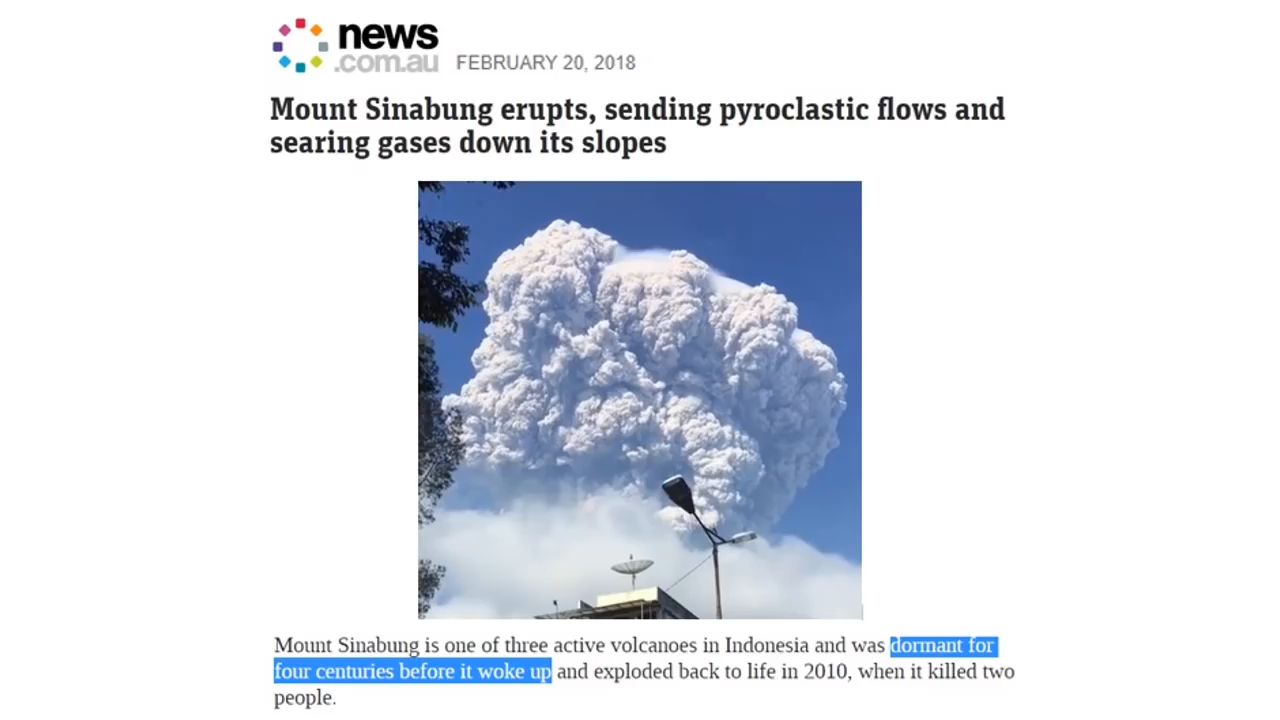 news
.com.au FEBRUARY 20, 2018
Mount Sinabung erupts, sending pyroclastic flows and
searing gases down its slopes
Mount Sinabung is one of three active volcanoes in Indonesia and was dormant for
four centuries before it woke up and exploded back to life in 2010, when it killed two
people.